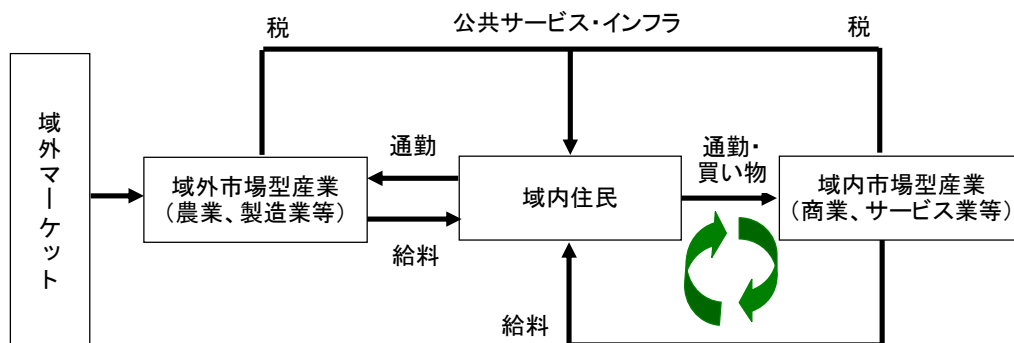 税
公共サービス・インフラ
税
域外マーケット
通勤
通勤・
買い物
域外市場型産業
（農業、製造業等）
域内住民
域内市場型産業
（商業、サービス業等）
給料
給料